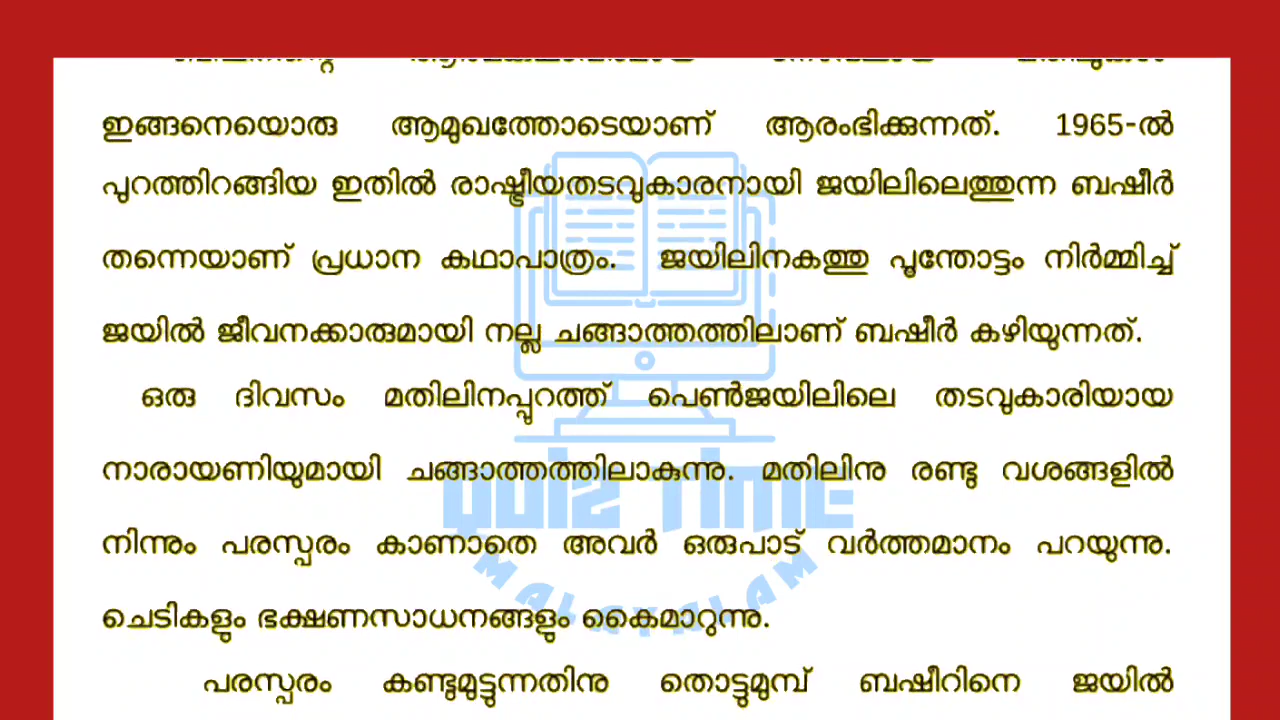 ഇങ്ങനെയൊരു ആമുഖത്തോടെയാണ് ആരംഭിക്കുന്നത്. 1965-ൽ
പുറത്തിറങ്ങിയ ഇതിൽ രാഷ്ട്രീയതടവുകാരനായി ജയിലിലെത്തുന്ന ബഷീർ
തന്നെയാണ് പ്രധാന കഥാപാത്രം. ജയിലിനകത്തു പൂന്തോട്ടം നിർമ്മിച്ച്
ജയിൽ ജീവനക്കാരുമായി നല്ല ചങ്ങാത്തത്തിലാണ് ബഷീർ കഴിയുന്നത്.
ഒരു ദിവസം മതിലിനപ്പുറത്ത് പെൺജയിലിലെ തടവുകാരിയായ
നാരായണിയുമായി ചങ്ങാത്തത്തിലാകുന്നു. മതിലിനു രണ്ടു വശങ്ങളിൽ
നിന്നും പരസ്പരം കാണാതെ അവർ ഒരുപാട് വർത്തമാനം പറയുന്നു.
ചെടികളും ഭക്ഷണസാധനങ്ങളും കൈമാറുന്നു.
പരസ്പരം കണ്ടുമുട്ടുന്നതിനു തൊട്ടുമുമ്പ് ബഷീറിനെ ജയിൽ
QUIZ TIME
MALAYALAM